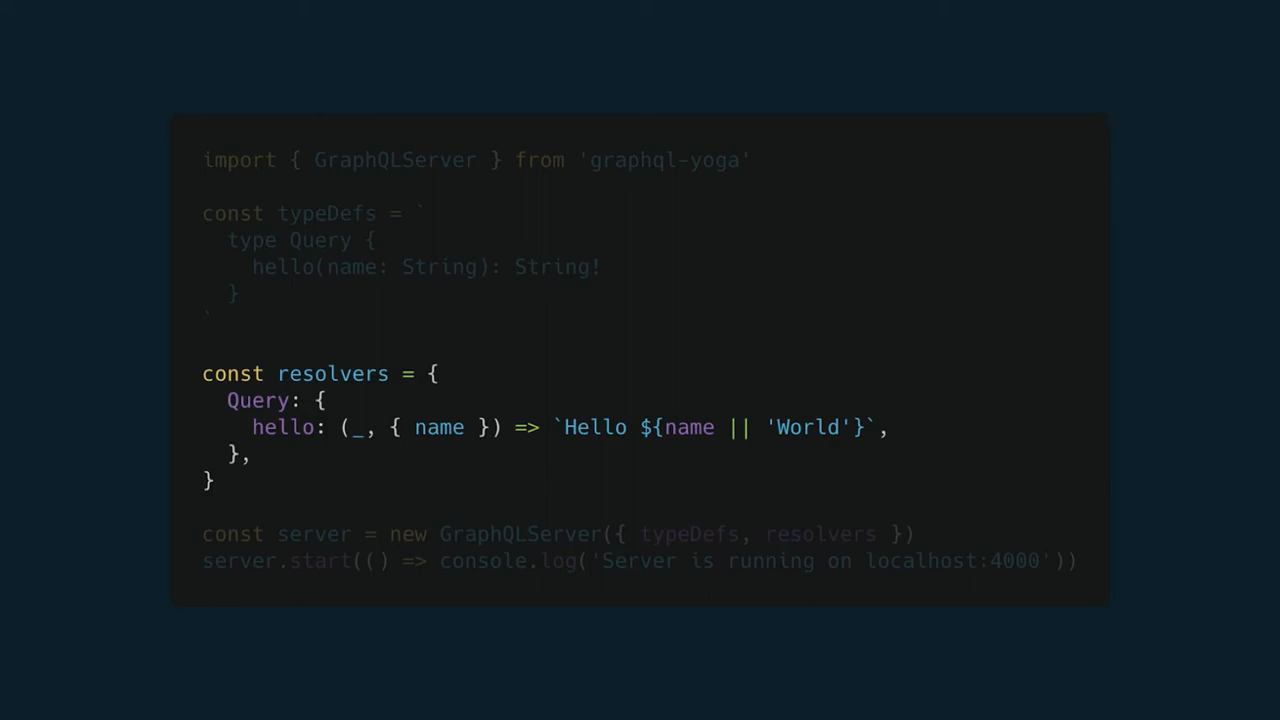 import { GraphQLServer } from 'graphql-yoga'
const typeDefs = `
  type Query {
    hello(name: String): String!
  }
`
const resolvers = {
  Query: {
    hello: (_, { name }) => `Hello ${name || 'World'}`,
  },
}
const server = new GraphQLServer({ typeDefs, resolvers })
server.start(() => console.log('Server is running on localhost:4000'))